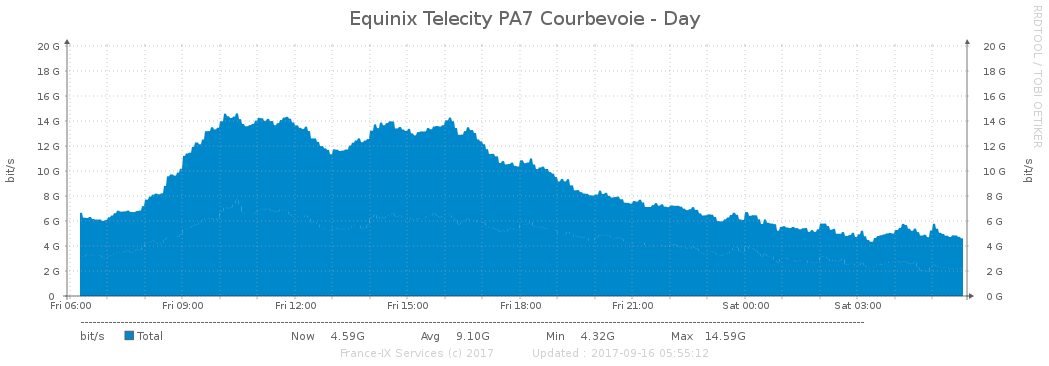 Equinix Telecity PA7 Courbevoie - Day
RRDTOOL / TOBI OETIKER
bit/s
bit/s
20 G 20 G
18 G 18 G
16 G 16 G
14 G 14 G
12 G 12 G
10 G 10 G
8 G 8 G
6 G 6 G
4 G 4 G
2 G 2 G
0 0 G
Fri 06:00 Fri 09:00 Fri 12:00 Fri 15:00 Fri 18:00 Fri 21:00 Sat 00:00 Sat 03:00
bit/s Total Now 4.59G Avg 9.10G Min 4.32G Max 14.59G
France-IX Services (c) 2017 Updated : 2017-09-16 05:55:12